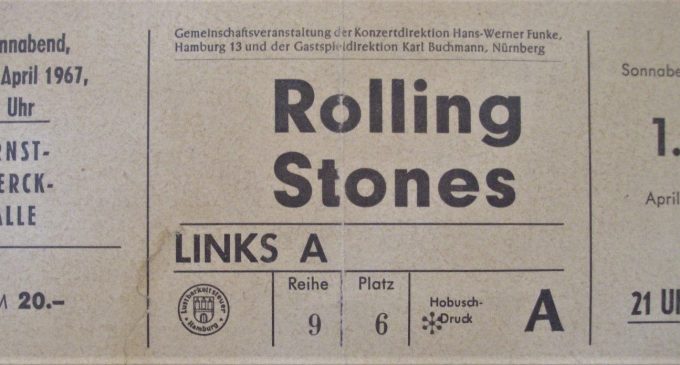 nnabend,
April 1967,
Uhr
RNST-
ERCK-
ALLE
M 20.–
Gemeinschaftsveranstaltung der Konzertdirektion Hans-Werner Funke,
Hamburg 13 und der Gastspieldirektion Karl Buchmann, Nürnberg
Rolling
Stones
LINKS A
Hamburg
Reihe
9
Platz
6
Hobusch-
Druck
A
Sonnabe
1.
April
21 U